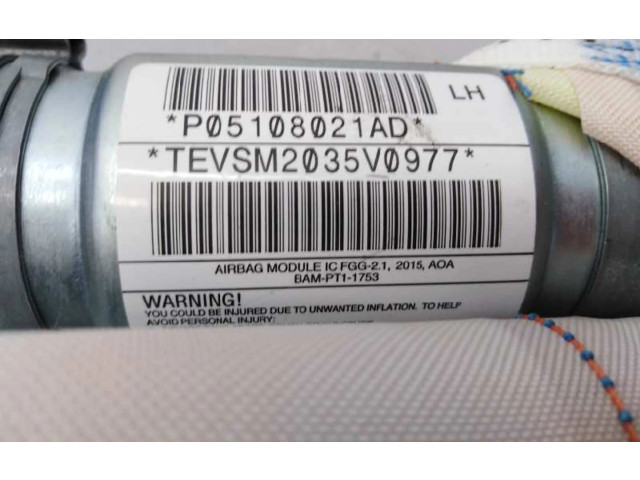 LH
*P05108021AD*
*TEVSM2035V0977*
AIRBAG MODULE IC FGG-2.1, 2015, AOA
BAM-PT1-1753
WARNING!
YOU COULD BE INJURED DUE TO UNWANTED INFLATION. TO HELP
AVOID PERSONAL INJURY: